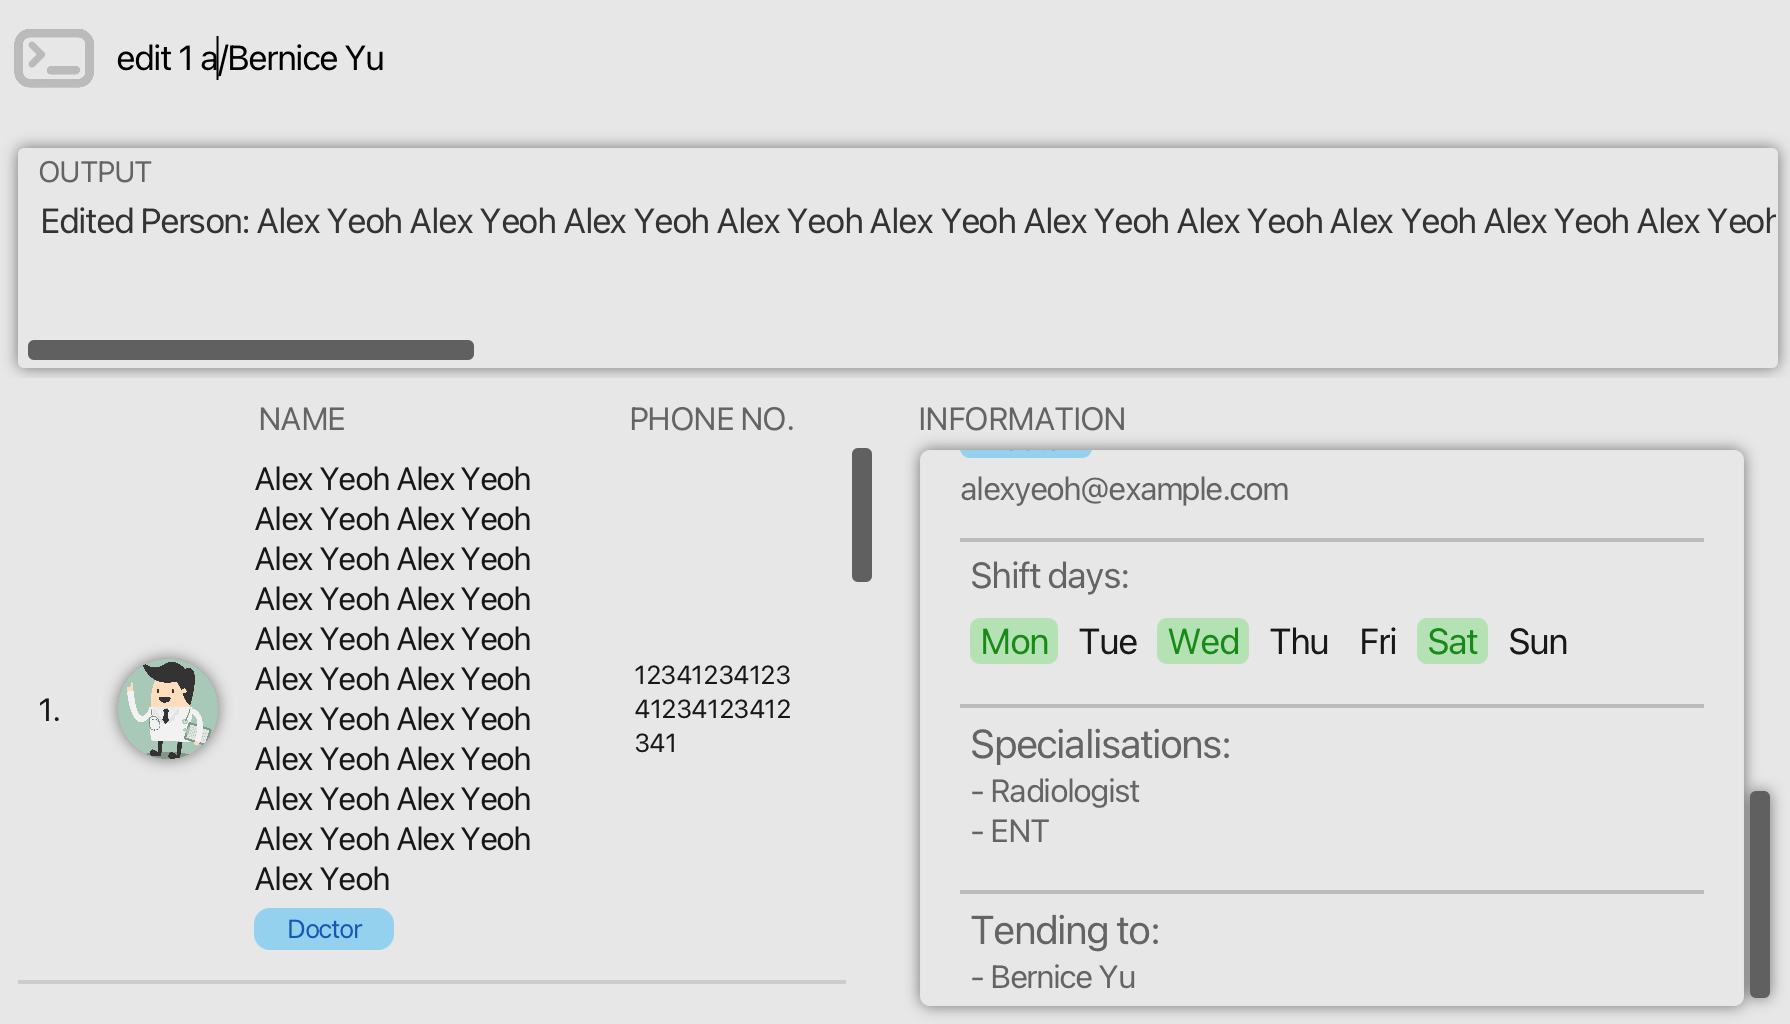 edit 1 a/Bernice Yu
OUTPUT
Edited Person: Alex Yeoh Alex Yeoh Alex Yeoh Alex Yeoh Alex Yeoh Alex Yeoh Alex Yeoh Alex Yeoh Alex Yeoh Alex Yeoh
NAME
PHONE NO.
1.
Alex Yeoh Alex Yeoh
Alex Yeoh Alex Yeoh
Alex Yeoh Alex Yeoh
Alex Yeoh Alex Yeoh
Alex Yeoh Alex Yeoh
Alex Yeoh Alex Yeoh
Alex Yeoh Alex Yeoh
Alex Yeoh Alex Yeoh
Alex Yeoh Alex Yeoh
Alex Yeoh Alex Yeoh
Alex Yeoh
Doctor
12341234123
41234123412
341
INFORMATION
alexyeoh@example.com
Shift days:
Mon Tue Wed Thu Fri Sat Sun
Specialisations:
- Radiologist
- ENT
Tending to:
- Bernice Yu